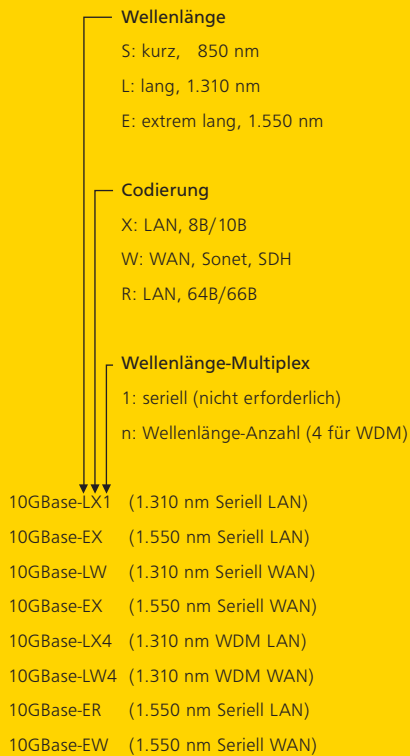 Wellenlänge
S: kurz, 850 nm
L: lang, 1.310 nm
E: extrem lang, 1.550 nm
Codierung
X: LAN, 8B/10B
W: WAN, Sonet, SDH
R: LAN, 64B/66B
Wellenlänge-Multiplex
1: seriell (nicht erforderlich)
n: Wellenlänge-Anzahl (4 für WDM)
10GBase-LX1 (1.310 nm Seriell LAN)
10GBase-EX (1.550 nm Seriell LAN)
10GBase-LW (1.310 nm Seriell WAN)
10GBase-EX (1.550 nm Seriell WAN)
10GBase-LX4 (1.310 nm WDM LAN)
10GBase-LW4 (1.310 nm WDM WAN)
10GBase-ER (1.550 nm Seriell LAN)
10GBase-EW (1.550 nm Seriell WAN)